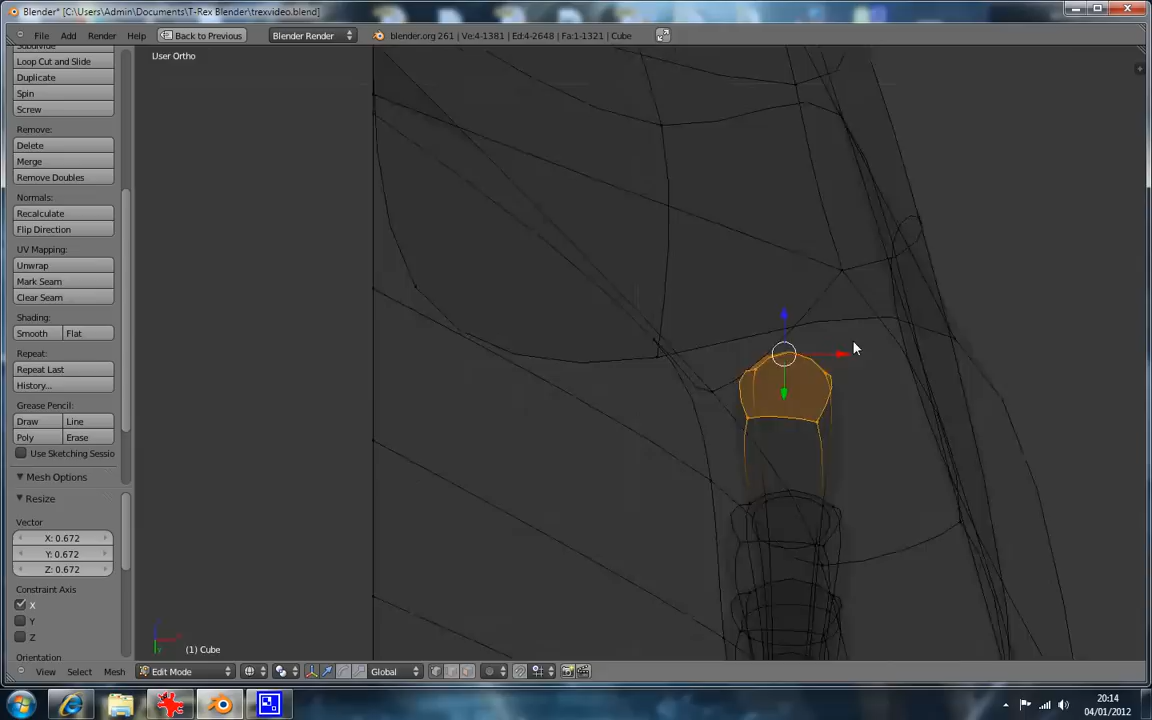 Blender* [C:\Users\Admin\Documents\T-Rex Blender\trexvideo.blend]
File Add Render Help Back to Previous Blender Render blender.org 261 | Ve:4-1381 | Ed:4-2648 | Fa:1-1321 | Cube
User Ortho
Subdivide
Loop Cut and Slide
Duplicate
Spin
Screw
Remove:
Delete
Merge
Remove Doubles
Normals:
Recalculate
Flip Direction
UV Mapping:
Unwrap
Mark Seam
Clear Seam
Shading:
Smooth Flat
Repeat:
Repeat Last
History...
Grease Pencil:
Draw Line
Poly Erase
Use Sketching Sessio
Mesh Options
Resize
Vector
X: 0.672
Y: 0.672
Z: 0.672
Constraint Axis
X
Y
Z
Orientation
(1) Cube
View Select Mesh Edit Mode Global
20:14
04/01/2012